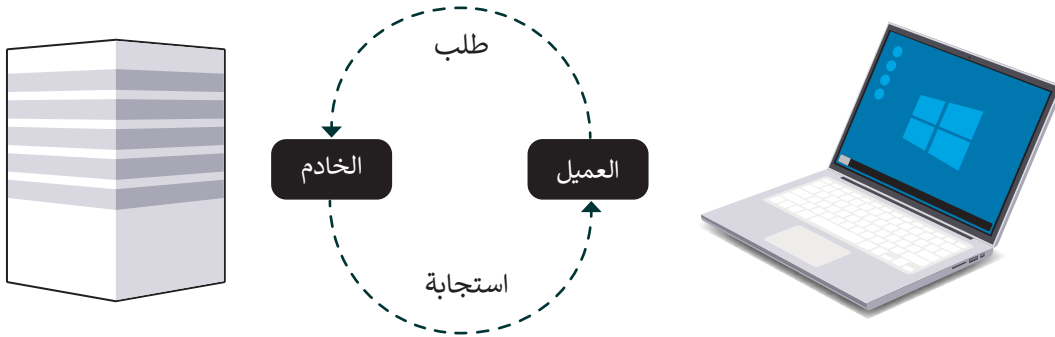 طلب
العميل
الخادم
استجابة